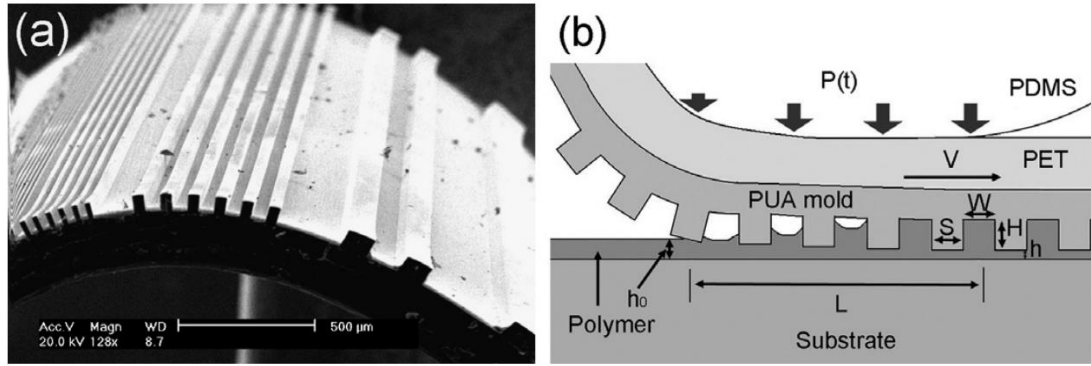 (a)
Acc.V Magn WD
20.0 kV 128x 8.7
500 µm
(b)
P(t)
PDMS
V
PET
PUA mold
W
S
H
h
h₀
L
Polymer
Substrate